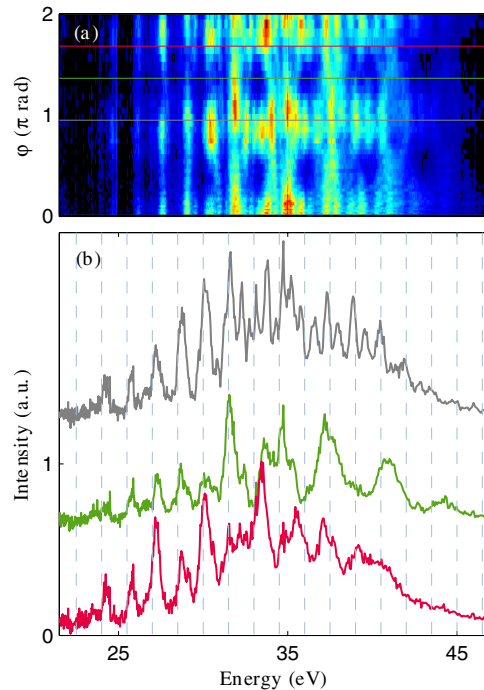 2
(a)
φ (π rad)
1
0
(b)
Intensity (a.u.)
1
0
25
35
45
Energy (eV)